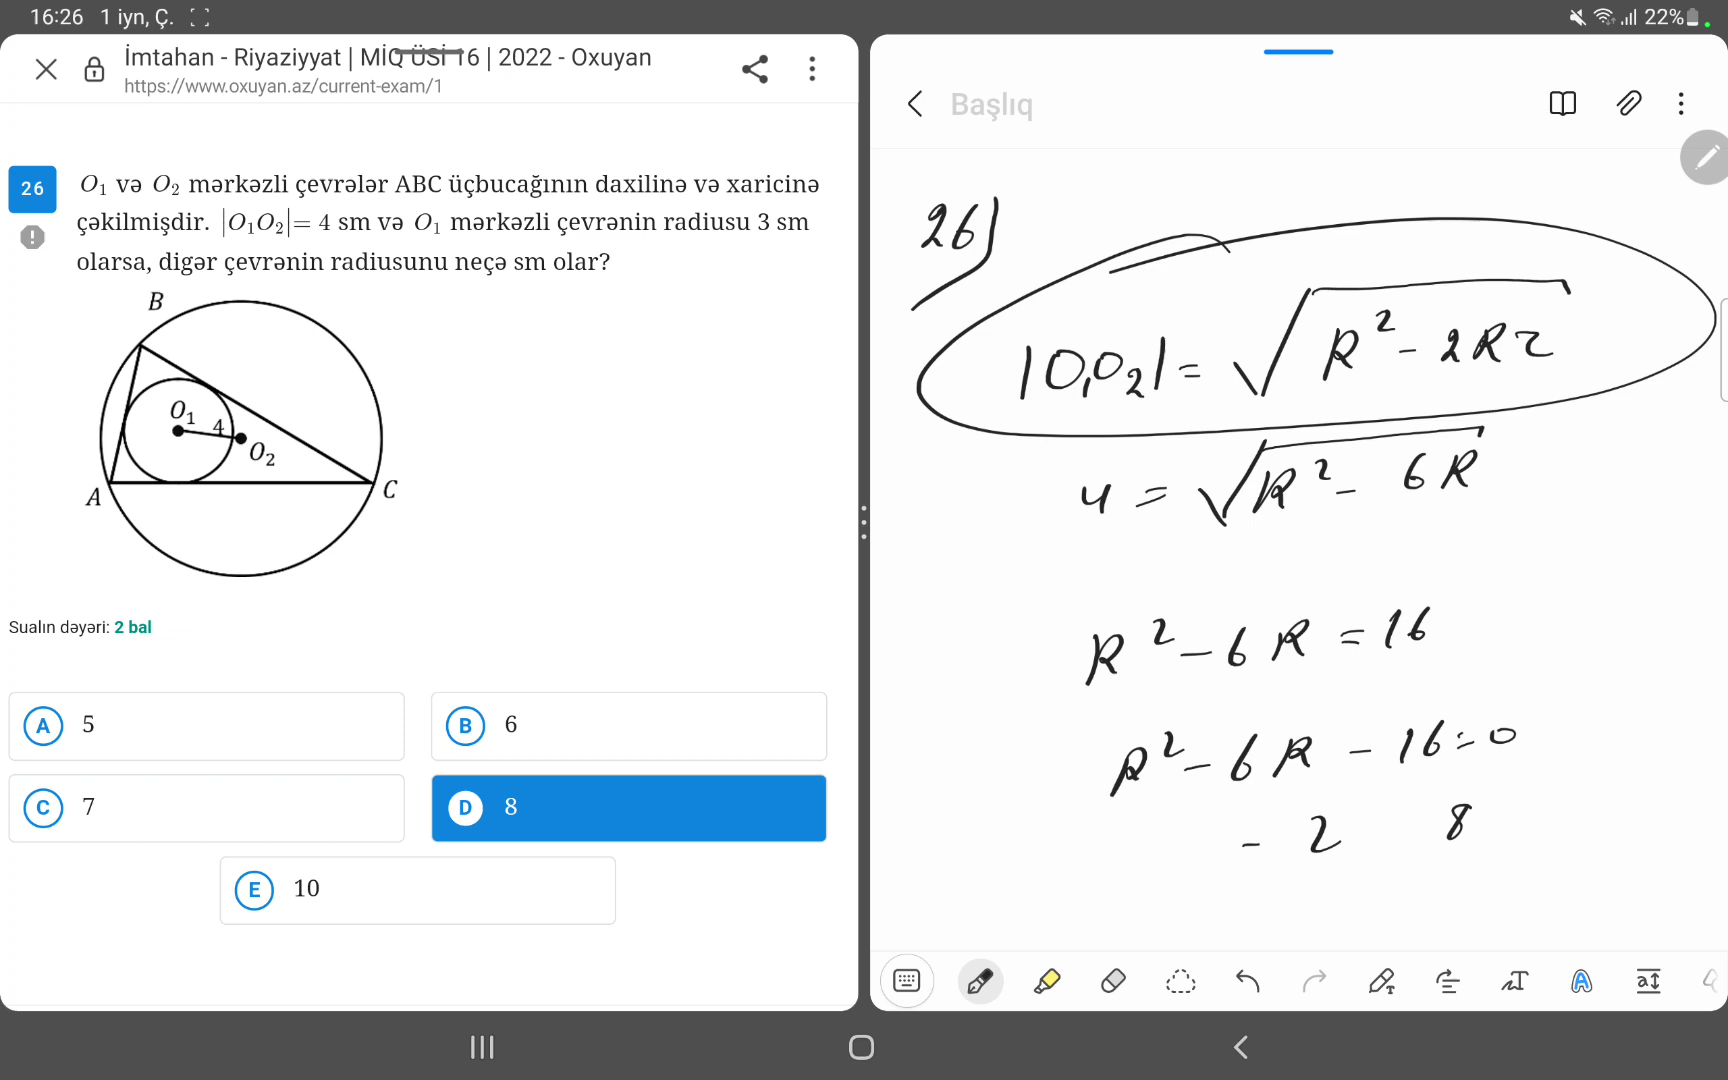 16:26 1 iyn, Ç.
22%
İmtahan - Riyaziyyat | MİQ ÜSİ 16 | 2022 - Oxuyan
https://www.oxuyan.az/current-exam/1
26
O₁ və O₂ mərkəzli çevrələr ABC üçbucağının daxilinə və xaricinə
çəkilmişdir. |O₁O₂|= 4 sm və O₁ mərkəzli çevrənin radiusu 3 sm
olarsa, digər çevrənin radiusunu neçə sm olar?
B
O₁ 4 O₂
A C
Sualın dəyəri: 2 bal
A 5
B 6
C 7
D 8
E 10
Başlıq
26)
|O₁O₂| = √R² - 2Rr
4 = √R² - 6R
R² - 6R = 16
R² - 6R - 16 = 0
- 2 8